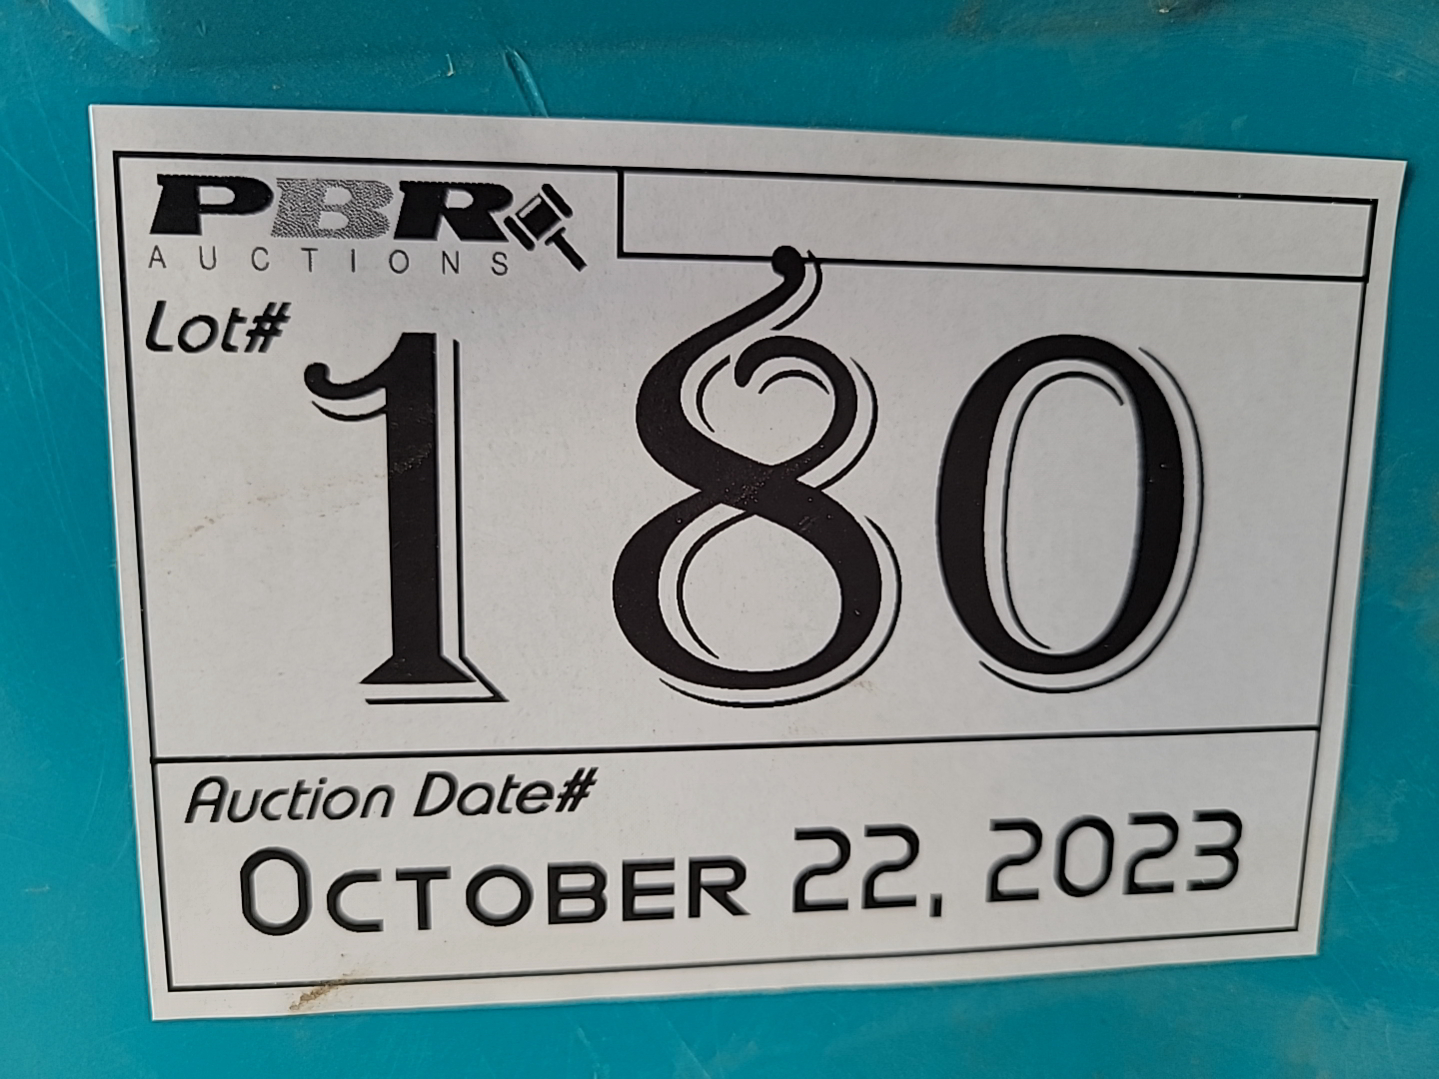 PBR
AUCTIONS
Lot#
180
Auction Date#
October 22, 2023